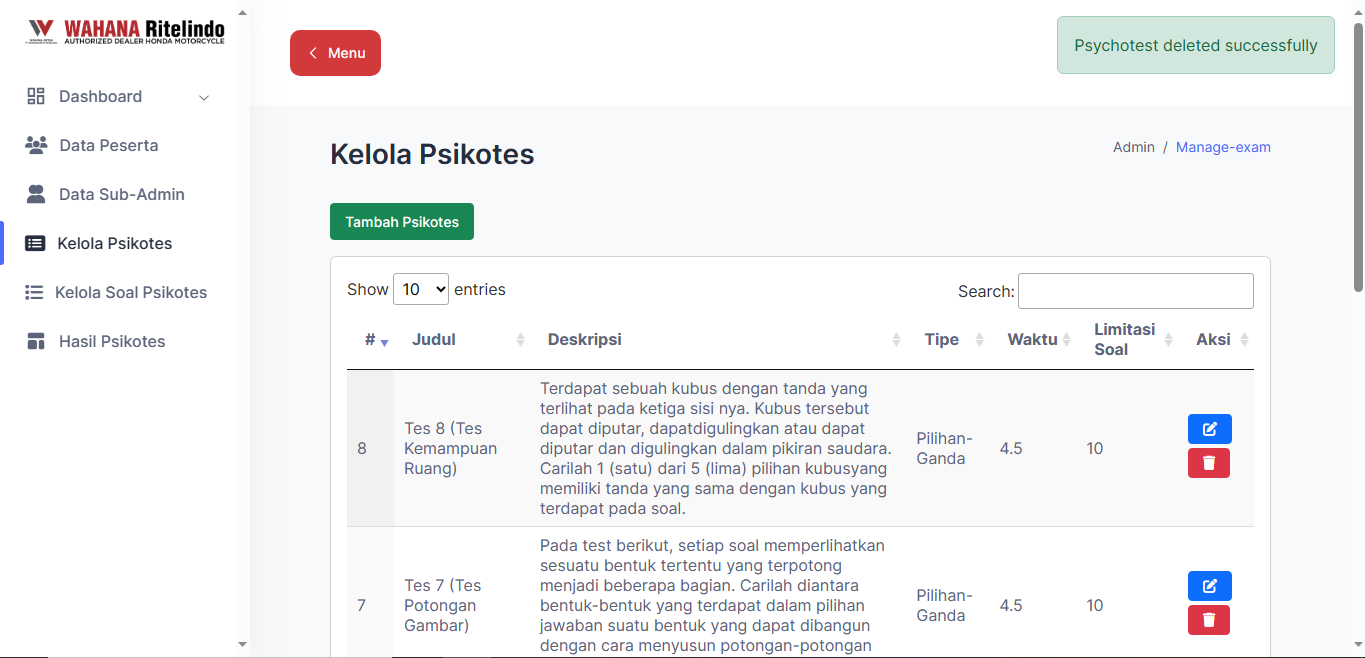 WAHANA Ritelindo
AUTHORIZED DEALER HONDA MOTORCYCLE
Dashboard
Data Peserta
Data Sub-Admin
Kelola Psikotes
Kelola Soal Psikotes
Hasil Psikotes
Menu
Psychotest deleted successfully
Kelola Psikotes
Admin / Manage-exam
Tambah Psikotes
Show 10 entries
Search:
# Judul Deskripsi Tipe Waktu Limitasi
Soal Aksi
8
Tes 8 (Tes
Kemampuan
Ruang)
Terdapat sebuah kubus dengan tanda yang
terlihat pada ketiga sisi nya. Kubus tersebut
dapat diputar, dapatdigulingkan atau dapat
diputar dan digulingkan dalam pikiran saudara.
Carilah 1 (satu) dari 5 (lima) pilihan kubusyang
memiliki tanda yang sama dengan kubus yang
terdapat pada soal.
Pilihan-
Ganda
4.5
10
7
Tes 7 (Tes
Potongan
Gambar)
Pada test berikut, setiap soal memperlihatkan
sesuatu bentuk tertentu yang terpotong
menjadi beberapa bagian. Carilah diantara
bentuk-bentuk yang terdapat dalam pilihan
jawaban suatu bentuk yang dapat dibangun
dengan cara menyusun potongan-potongan
Pilihan-
Ganda
4.5
10